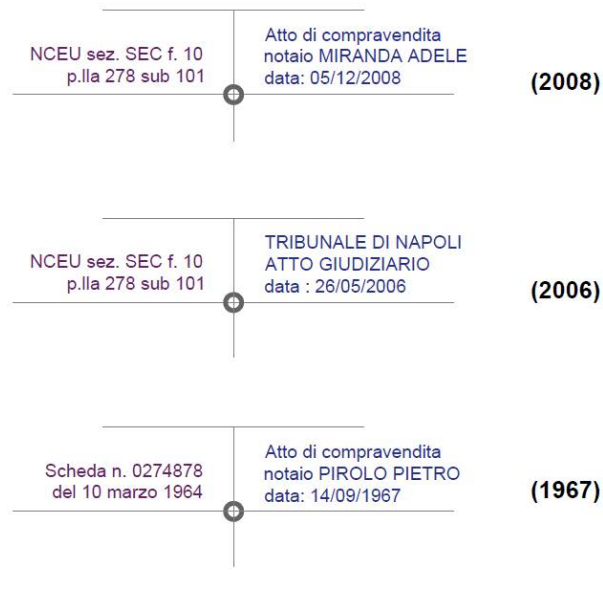 NCEU sez. SEC f. 10
p.lla 278 sub 101
Atto di compravendita
notaio MIRANDA ADELE
data: 05/12/2008
(2008)
NCEU sez. SEC f. 10
p.lla 278 sub 101
TRIBUNALE DI NAPOLI
ATTO GIUDIZIARIO
data : 26/05/2006
(2006)
Scheda n. 0274878
del 10 marzo 1964
Atto di compravendita
notaio PIROLO PIETRO
data: 14/09/1967
(1967)